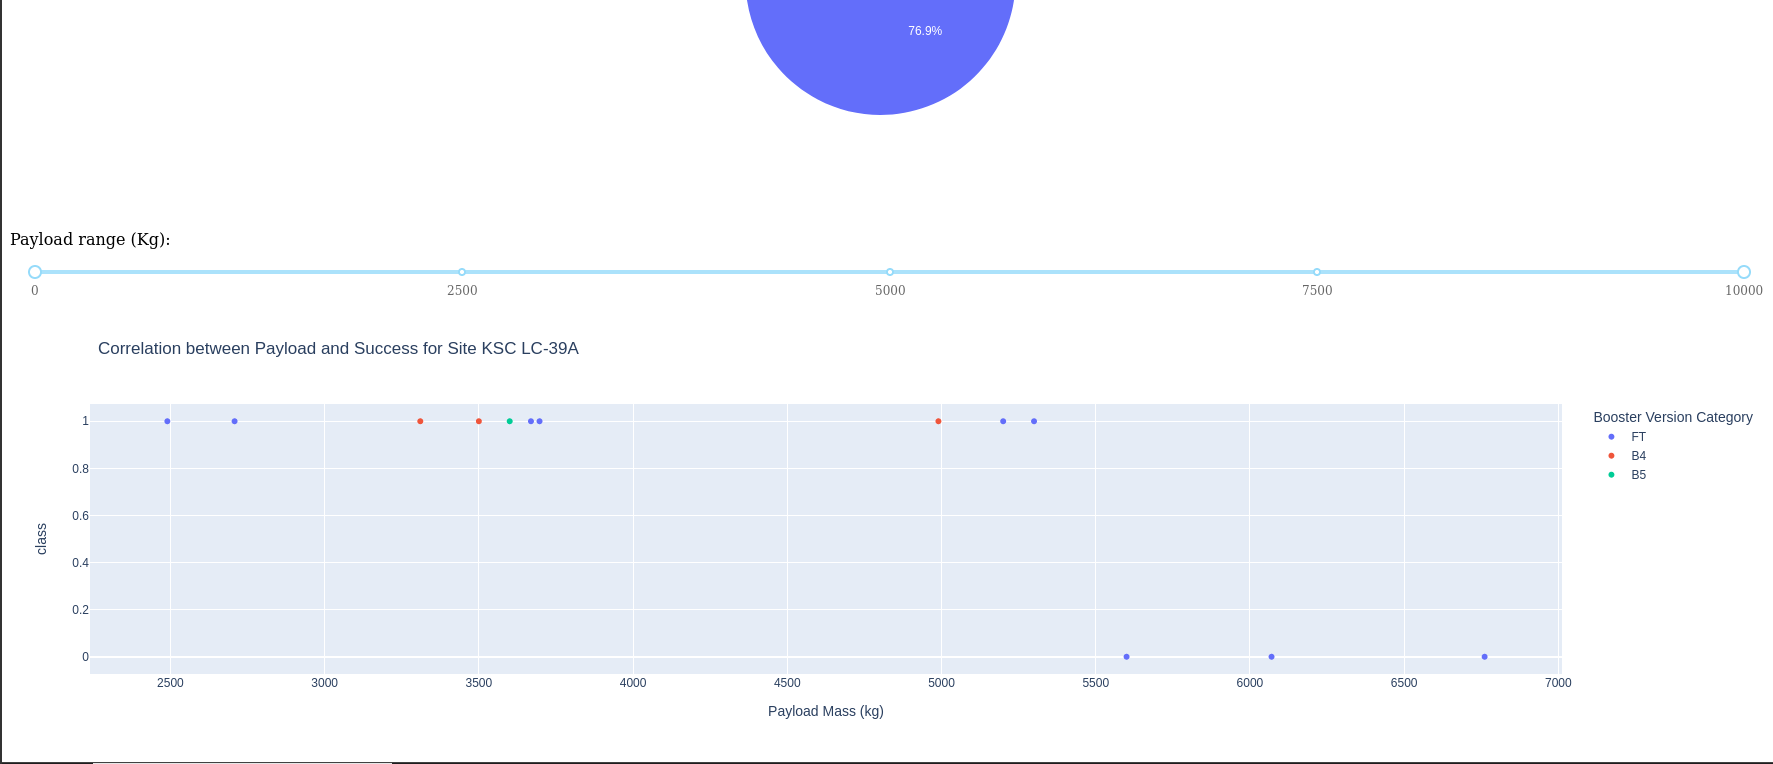 76.9%
Payload range (Kg):
0 2500 5000 7500 10000
Correlation between Payload and Success for Site KSC LC-39A
Booster Version Category
FT
B4
B5
class
1
0.8
0.6
0.4
0.2
0
2500 3000 3500 4000 4500 5000 5500 6000 6500 7000
Payload Mass (kg)